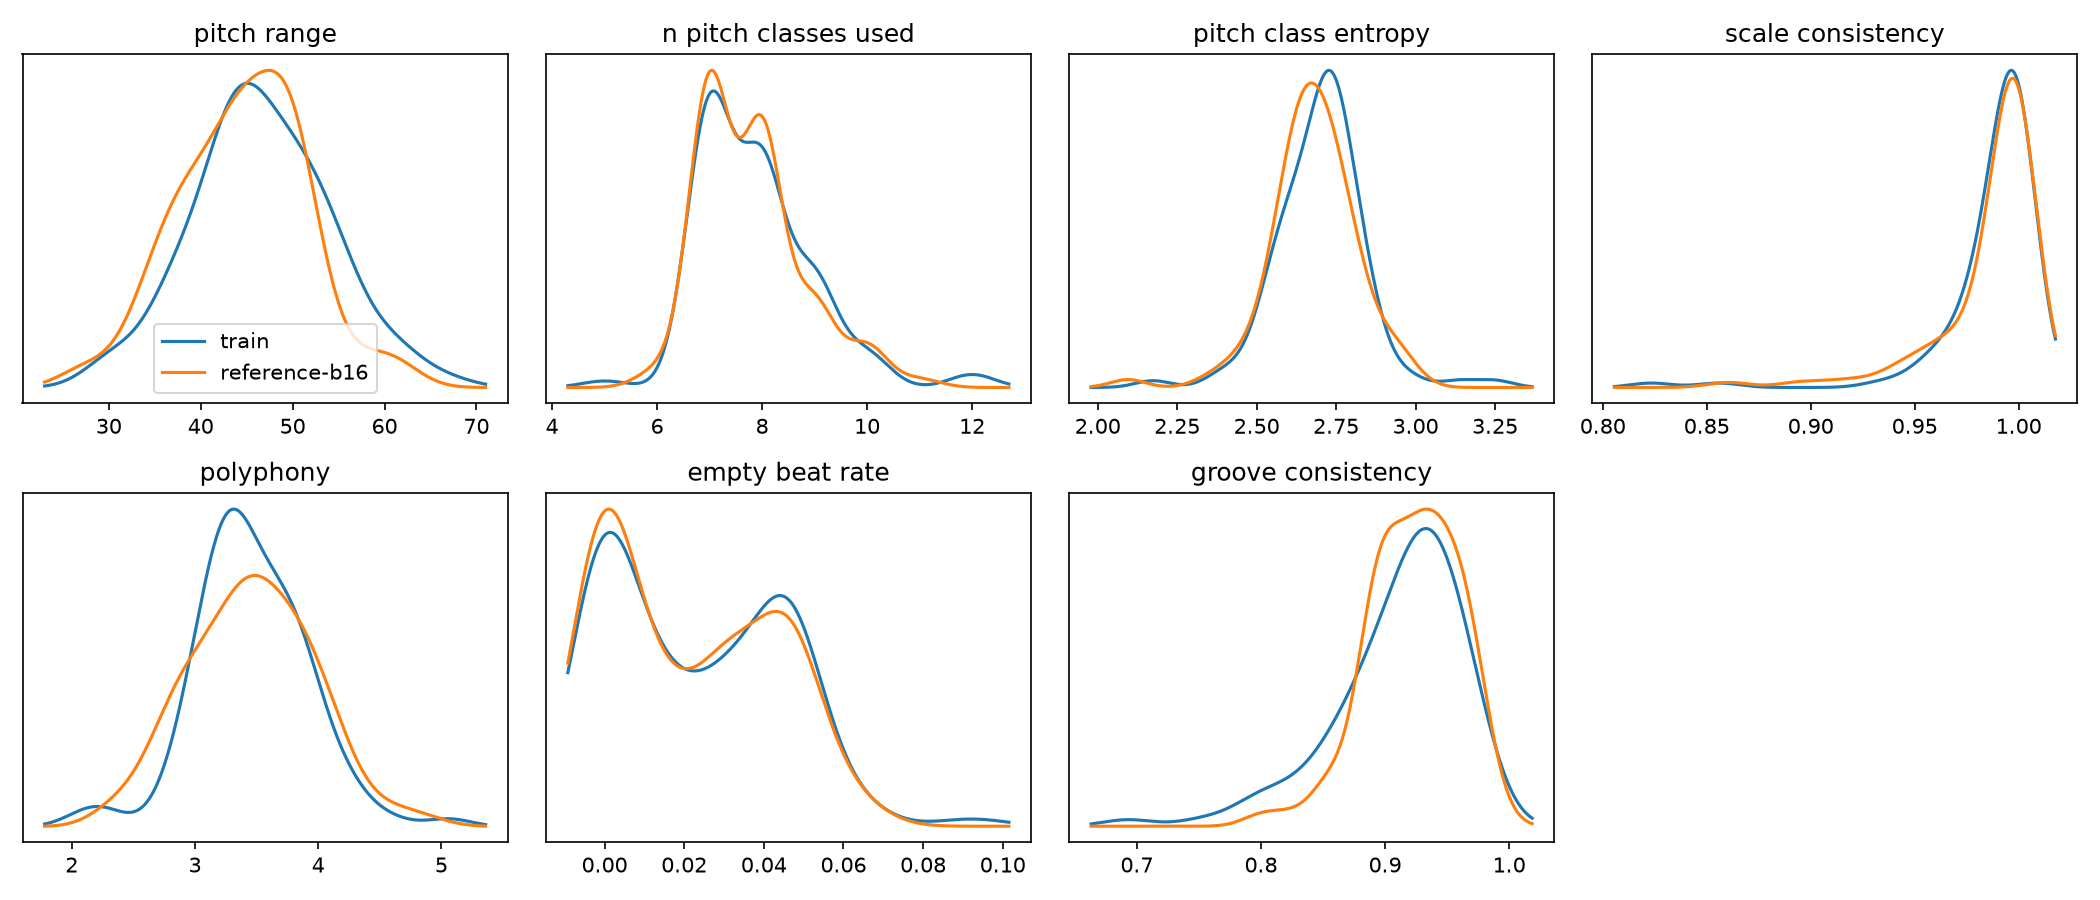 pitch range
n pitch classes used
pitch class entropy
scale consistency
train
reference-b16
30 40 50 60 70
4 6 8 10 12
2.00 2.25 2.50 2.75 3.00 3.25
0.80 0.85 0.90 0.95 1.00
polyphony
empty beat rate
groove consistency
2 3 4 5
0.00 0.02 0.04 0.06 0.08 0.10
0.7 0.8 0.9 1.0